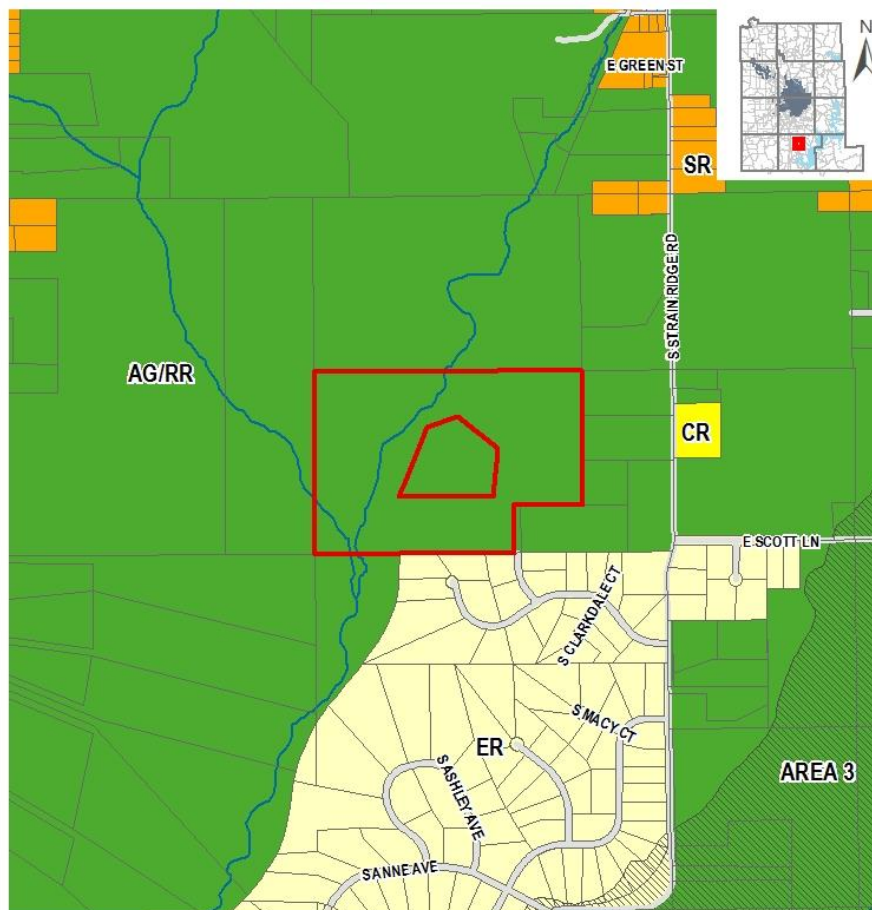 N
E GREEN ST
SR
S STRAIN RIDGE RD
AG/RR
CR
E SCOTT LN
S CLARKDALE CT
S MACY CT
ER
S ASHLEY AVE
AREA 3
S ANNE AVE